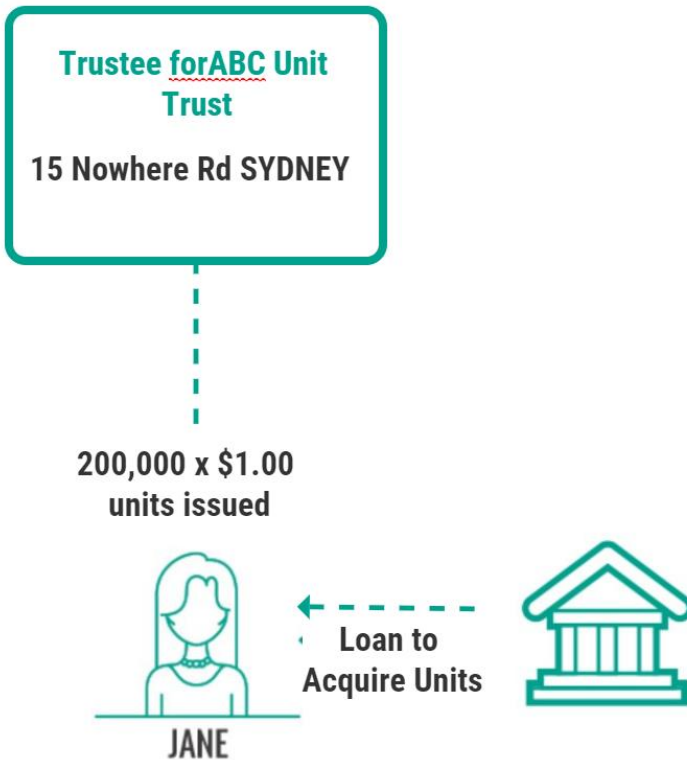 Trustee forABC Unit
Trust
15 Nowhere Rd SYDNEY
200,000 x $1.00
units issued
Loan to
Acquire Units
JANE